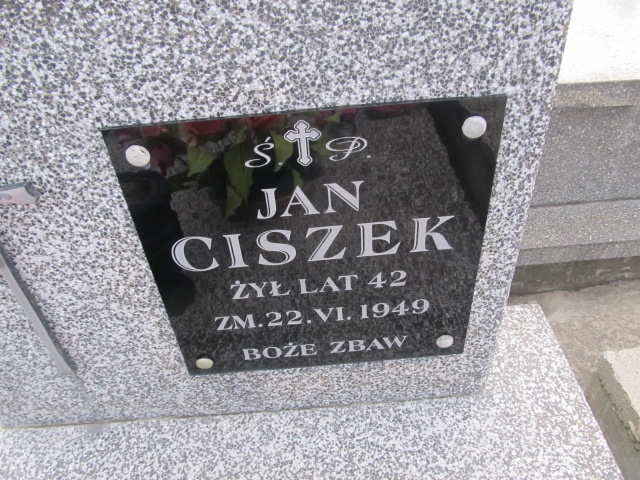 Ś. P.
JAN
CISZEK
ŻYŁ LAT 42
ZM. 22. VI. 1949
BOŻE ZBAW